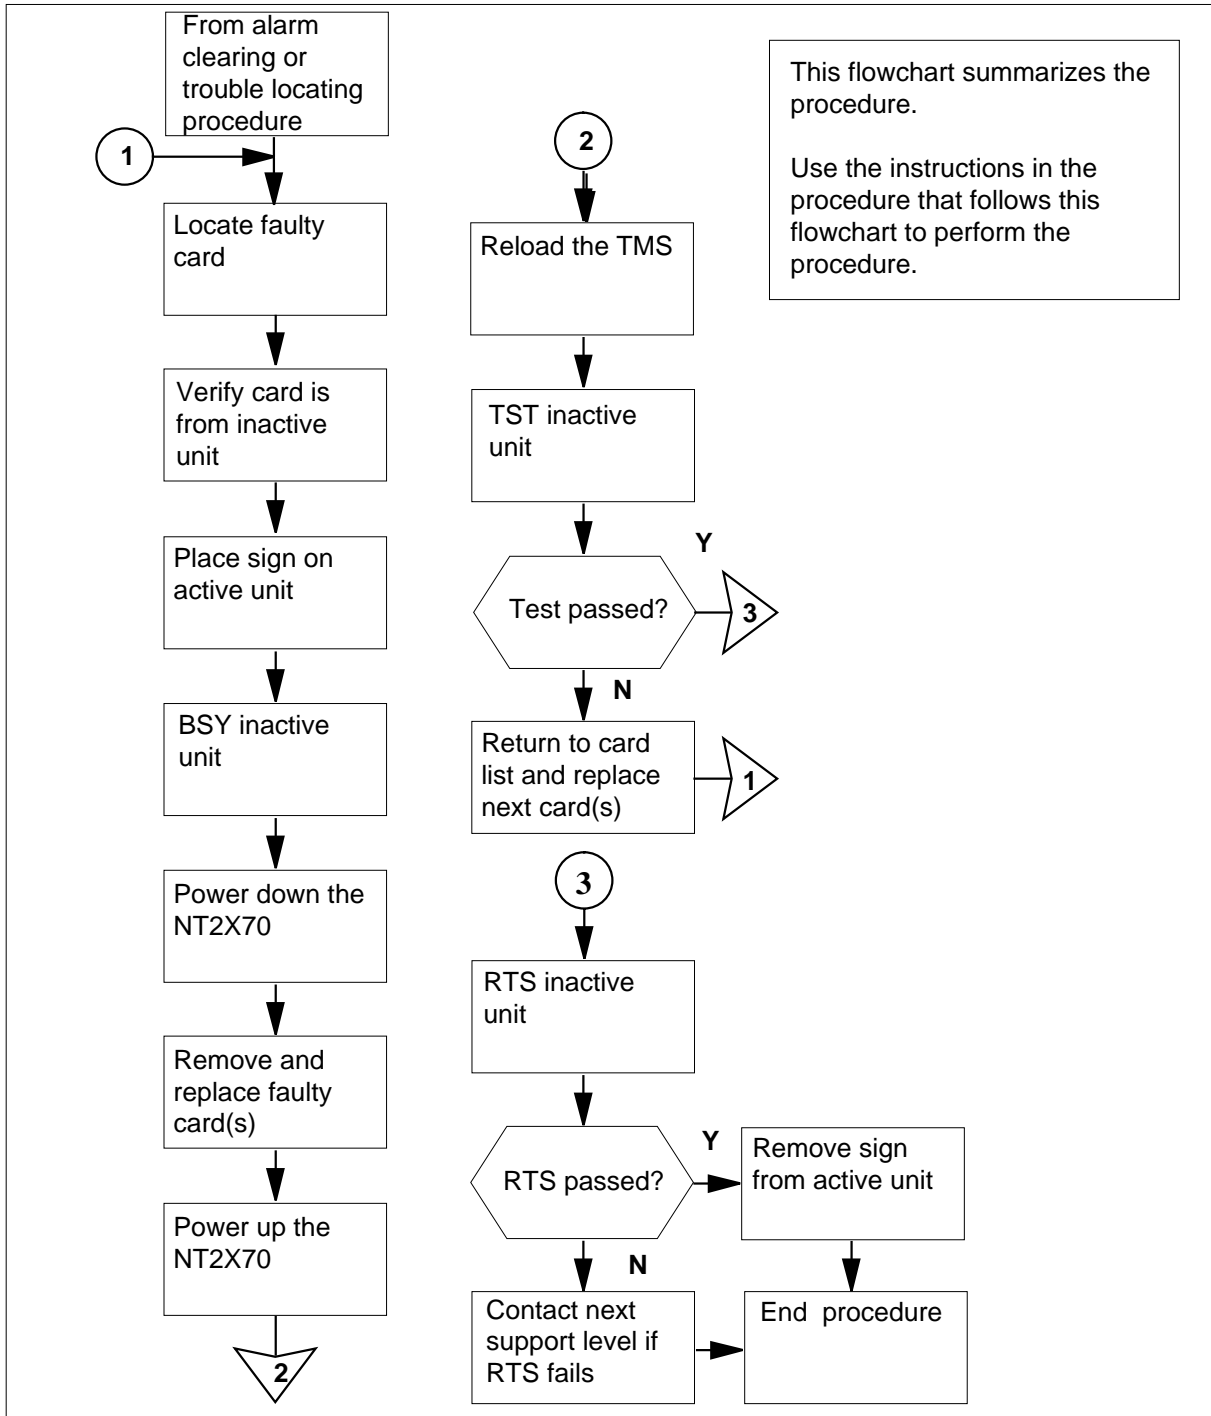 From alarm
clearing or
trouble locating
procedure
1
Locate faulty
card
Verify card is
from inactive
unit
Place sign on
active unit
BSY inactive
unit
Power down the
NT2X70
Remove and
replace faulty
card(s)
Power up the
NT2X70
2
2
Reload the TMS
TST inactive
unit
Test passed?
Y
3
N
Return to card
list and replace
next card(s)
1
3
RTS inactive
unit
RTS passed?
Y
Remove sign
from active unit
N
Contact next
support level if
RTS fails
End procedure
This flowchart summarizes the
procedure.
Use the instructions in the
procedure that follows this
flowchart to perform the
procedure.